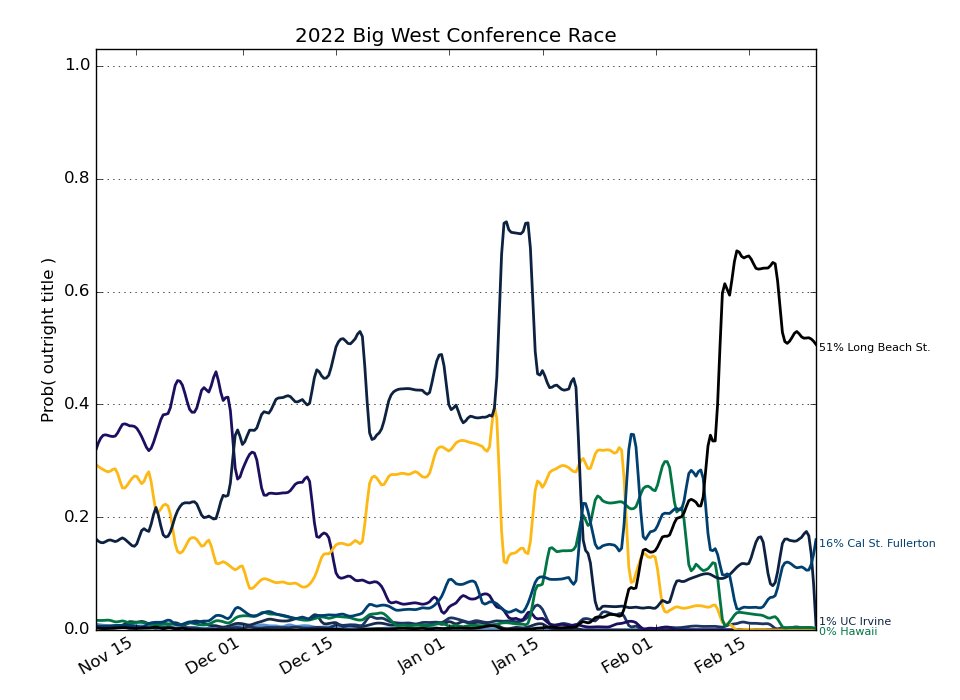 2022 Big West Conference Race
Prob( outright title )
1.0
0.8
0.6
0.4
0.2
0.0
51% Long Beach St.
16% Cal St. Fullerton
1% UC Irvine
0% Hawaii
Nov 15
Dec 01
Dec 15
Jan 01
Jan 15
Feb 01
Feb 15